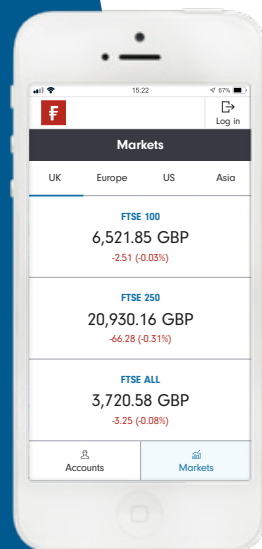 15:22
67%
Log in
Markets
UK Europe US Asia
FTSE 100
6,521.85 GBP
-2.51 (-0.03%)
FTSE 250
20,930.16 GBP
-66.28 (-0.31%)
FTSE ALL
3,720.58 GBP
-3.25 (-0.08%)
Accounts Markets